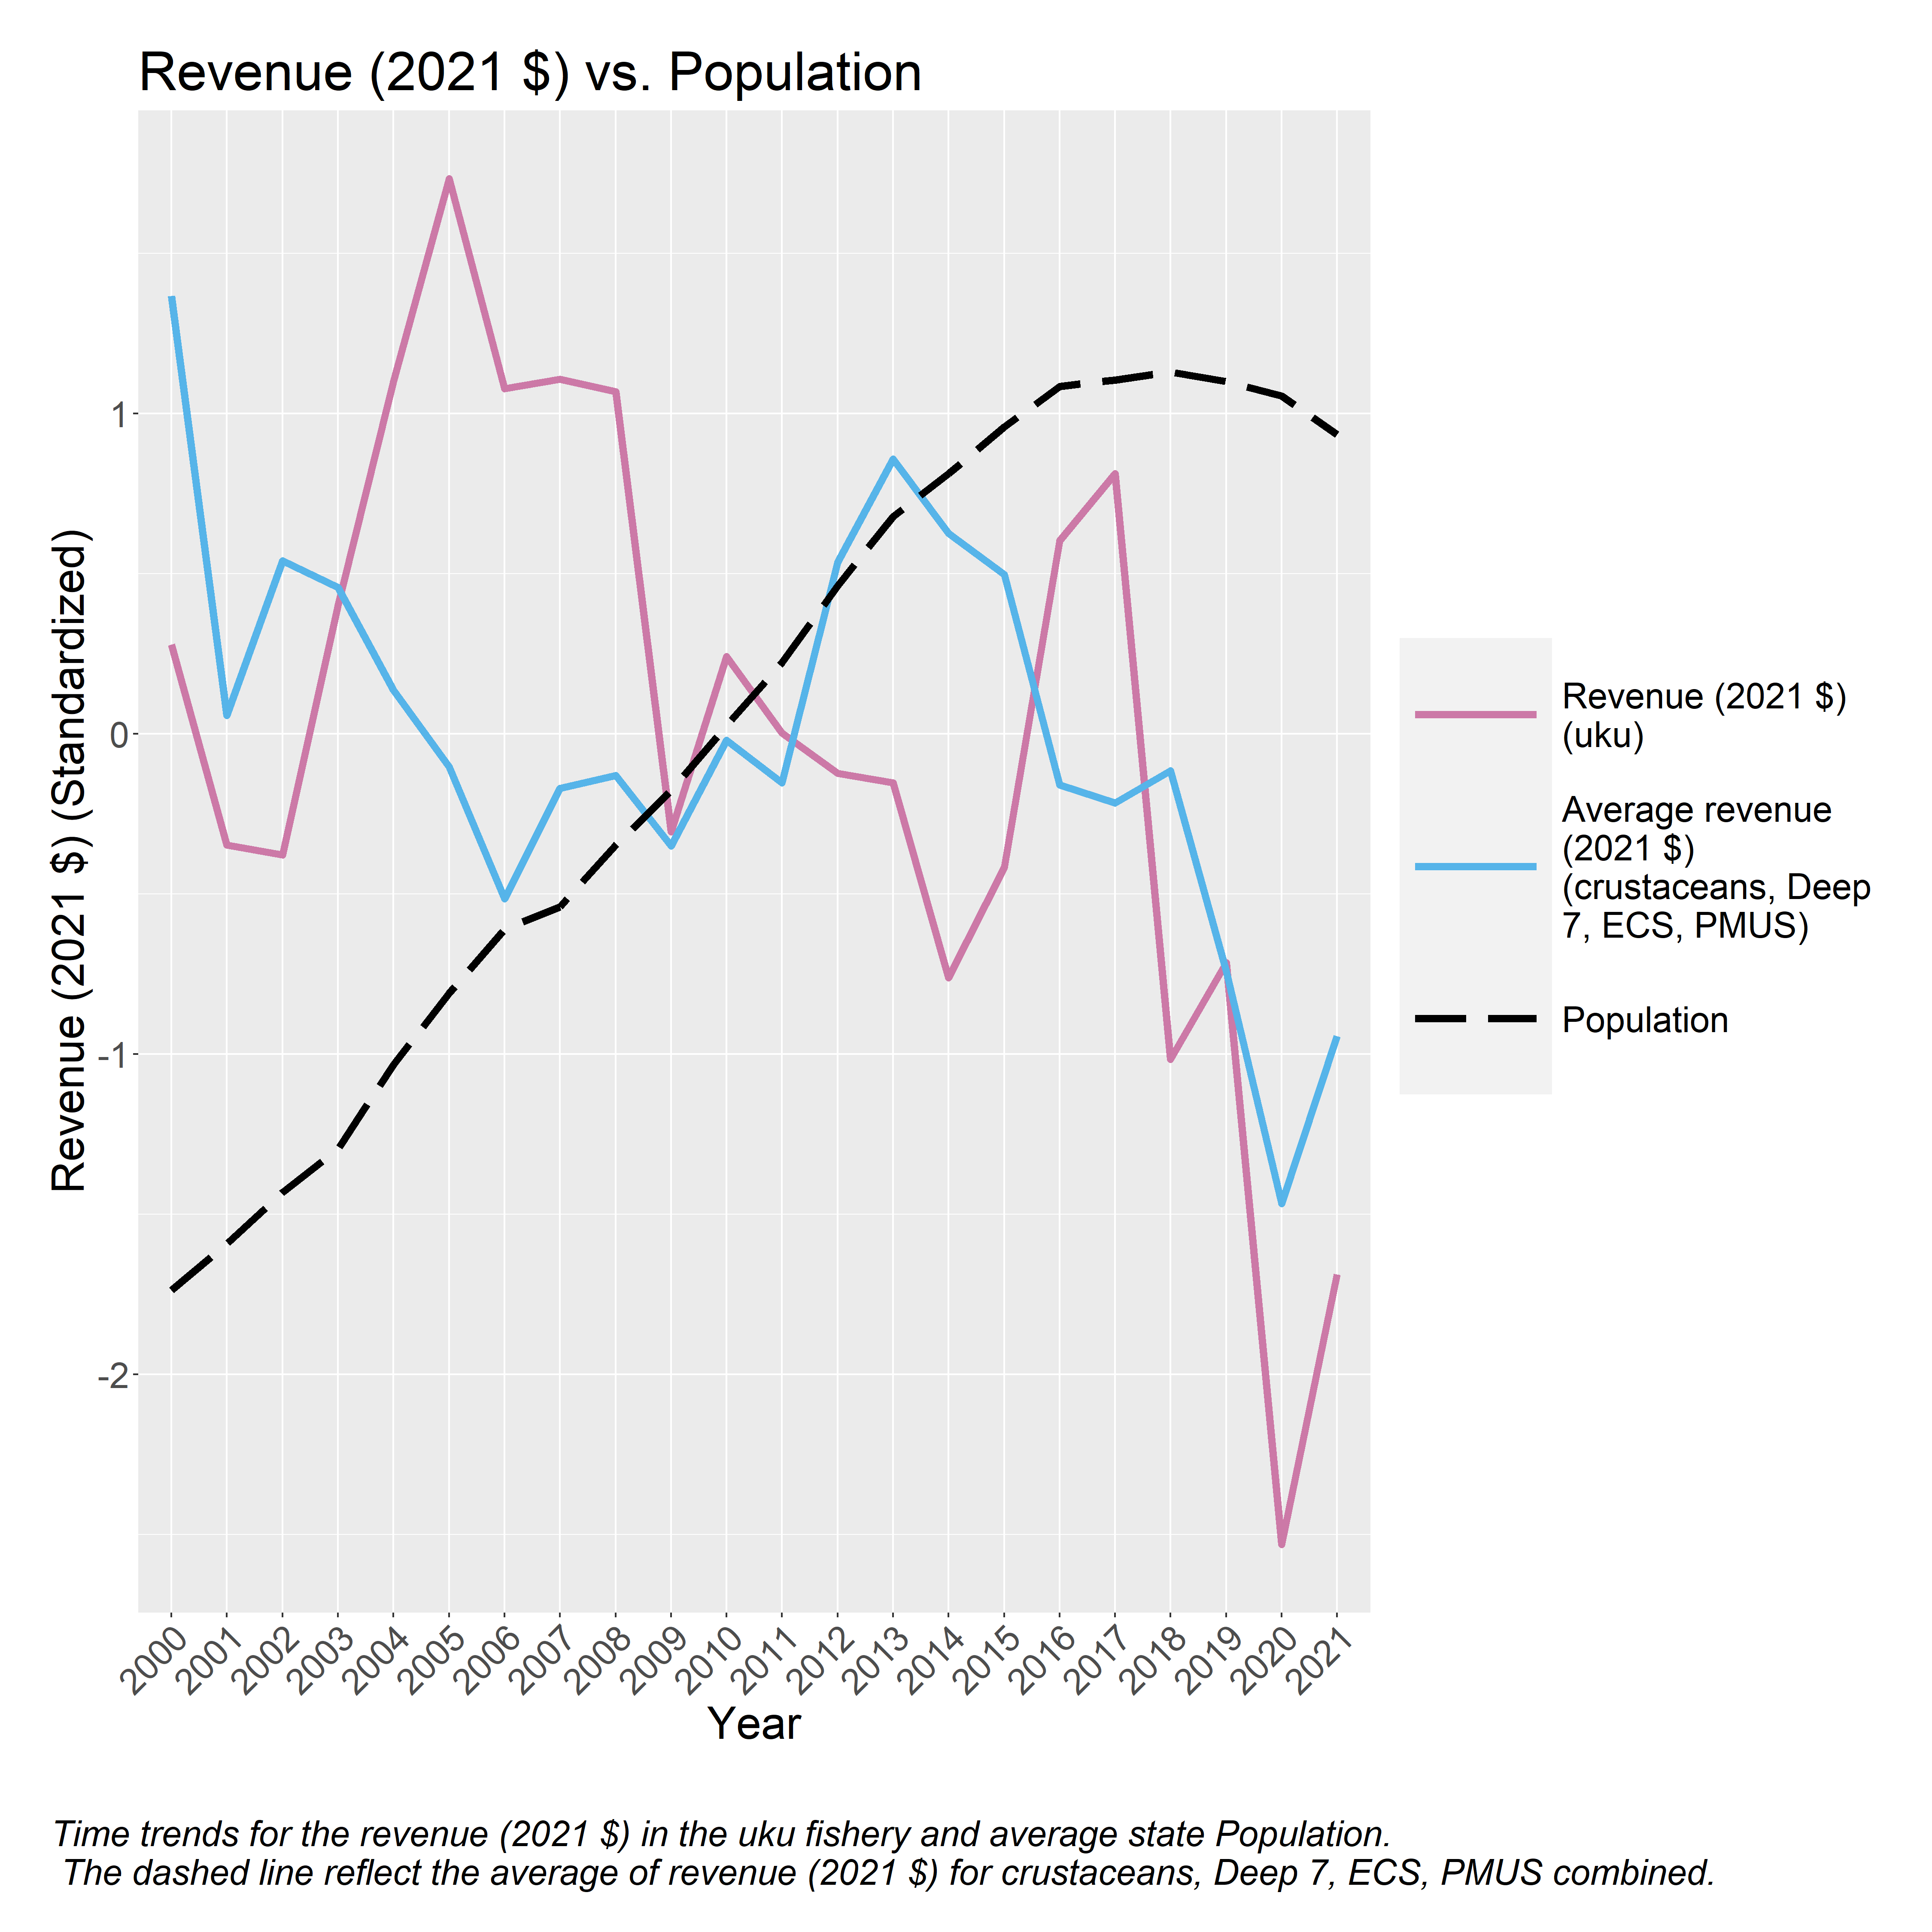 Revenue (2021 $) vs. Population
Revenue (2021 $) (Standardized)
1
0
-1
-2
2000
2001
2002
2003
2004
2005
2006
2007
2008
2009
2010
2011
2012
2013
2014
2015
2016
2017
2018
2019
2020
2021
Year
Revenue (2021 $)
(uku)
Average revenue
(2021 $)
(crustaceans, Deep
7, ECS, PMUS)
Population
Time trends for the revenue (2021 $) in the uku fishery and average state Population.
The dashed line reflect the average of revenue (2021 $) for crustaceans, Deep 7, ECS, PMUS combined.